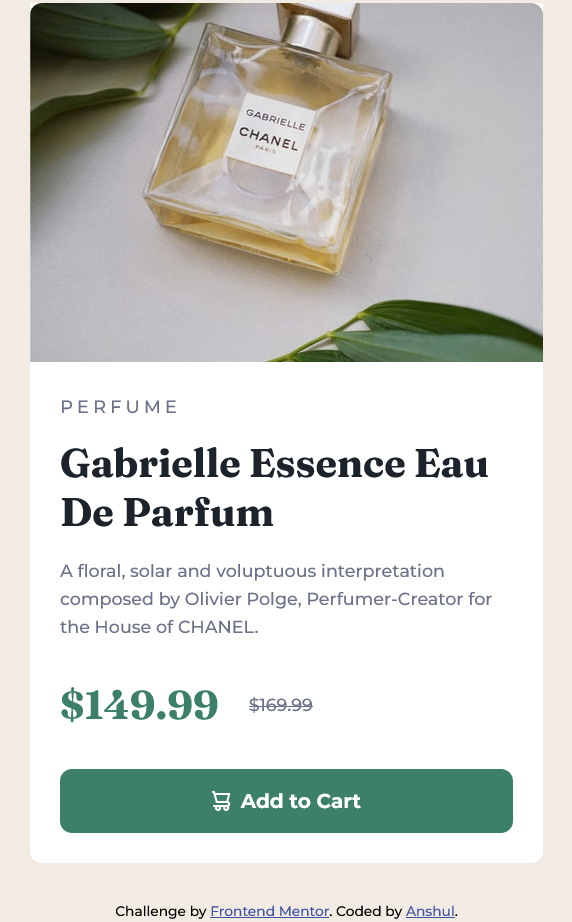 GABRIELLE
CHANEL
PARIS
PERFUME
Gabrielle Essence Eau
De Parfum
A floral, solar and voluptuous interpretation
composed by Olivier Polge, Perfumer-Creator for
the House of CHANEL.
$149.99 $169.99
Add to Cart
Challenge by Frontend Mentor. Coded by Anshul.